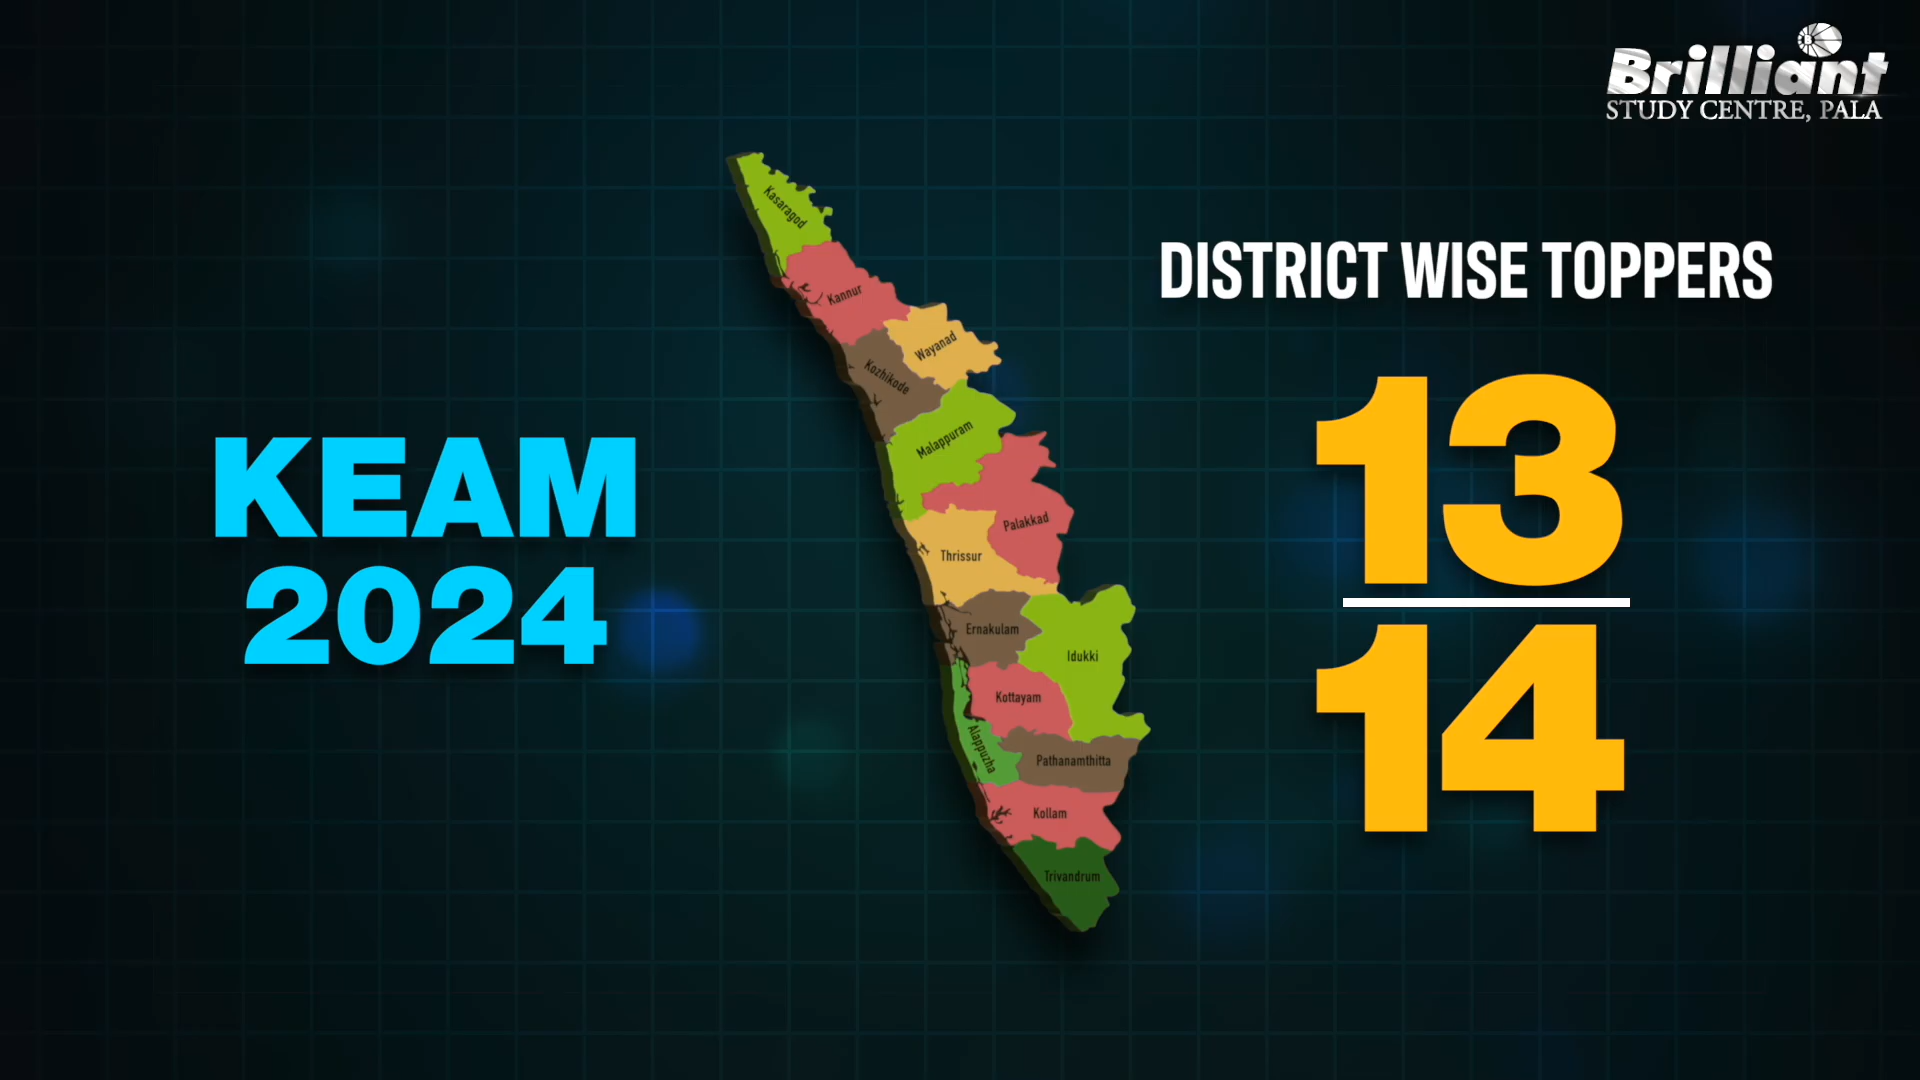 Brilliant
STUDY CENTRE, PALA
KEAM
2024
DISTRICT WISE TOPPERS
13
14
Kasaragod
Kannur
Wayanad
Kozhikode
Malappuram
Palakkad
Thrissur
Ernakulam
Idukki
Kottayam
Alappuzha
Pathanamthitta
Kollam
Trivandrum